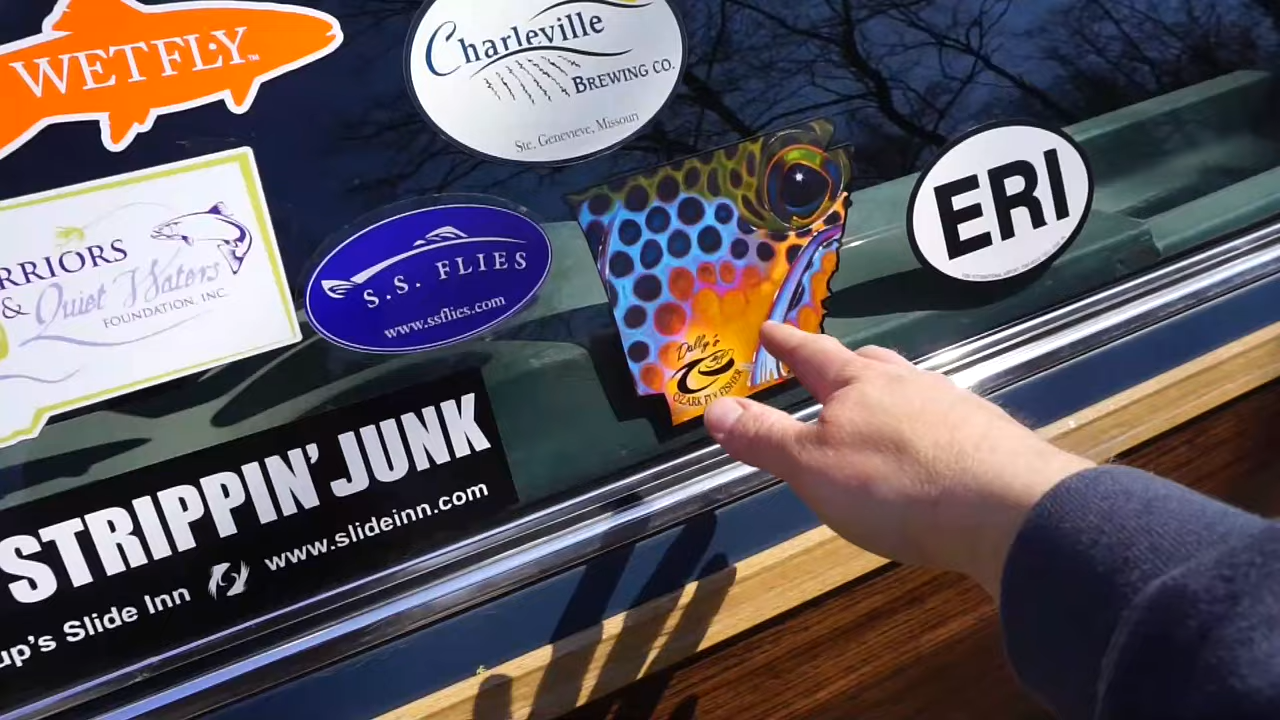 WETFLY™
Charleville
BREWING CO.
Ste. Genevieve, Missouri
RRIORS
& Quiet Waters
FOUNDATION, INC.
S.S. FLIES
www.ssflies.com
Dally's
OZARK FLY FISHER
ERI
STRIPPIN' JUNK
up's Slide Inn www.slideinn.com